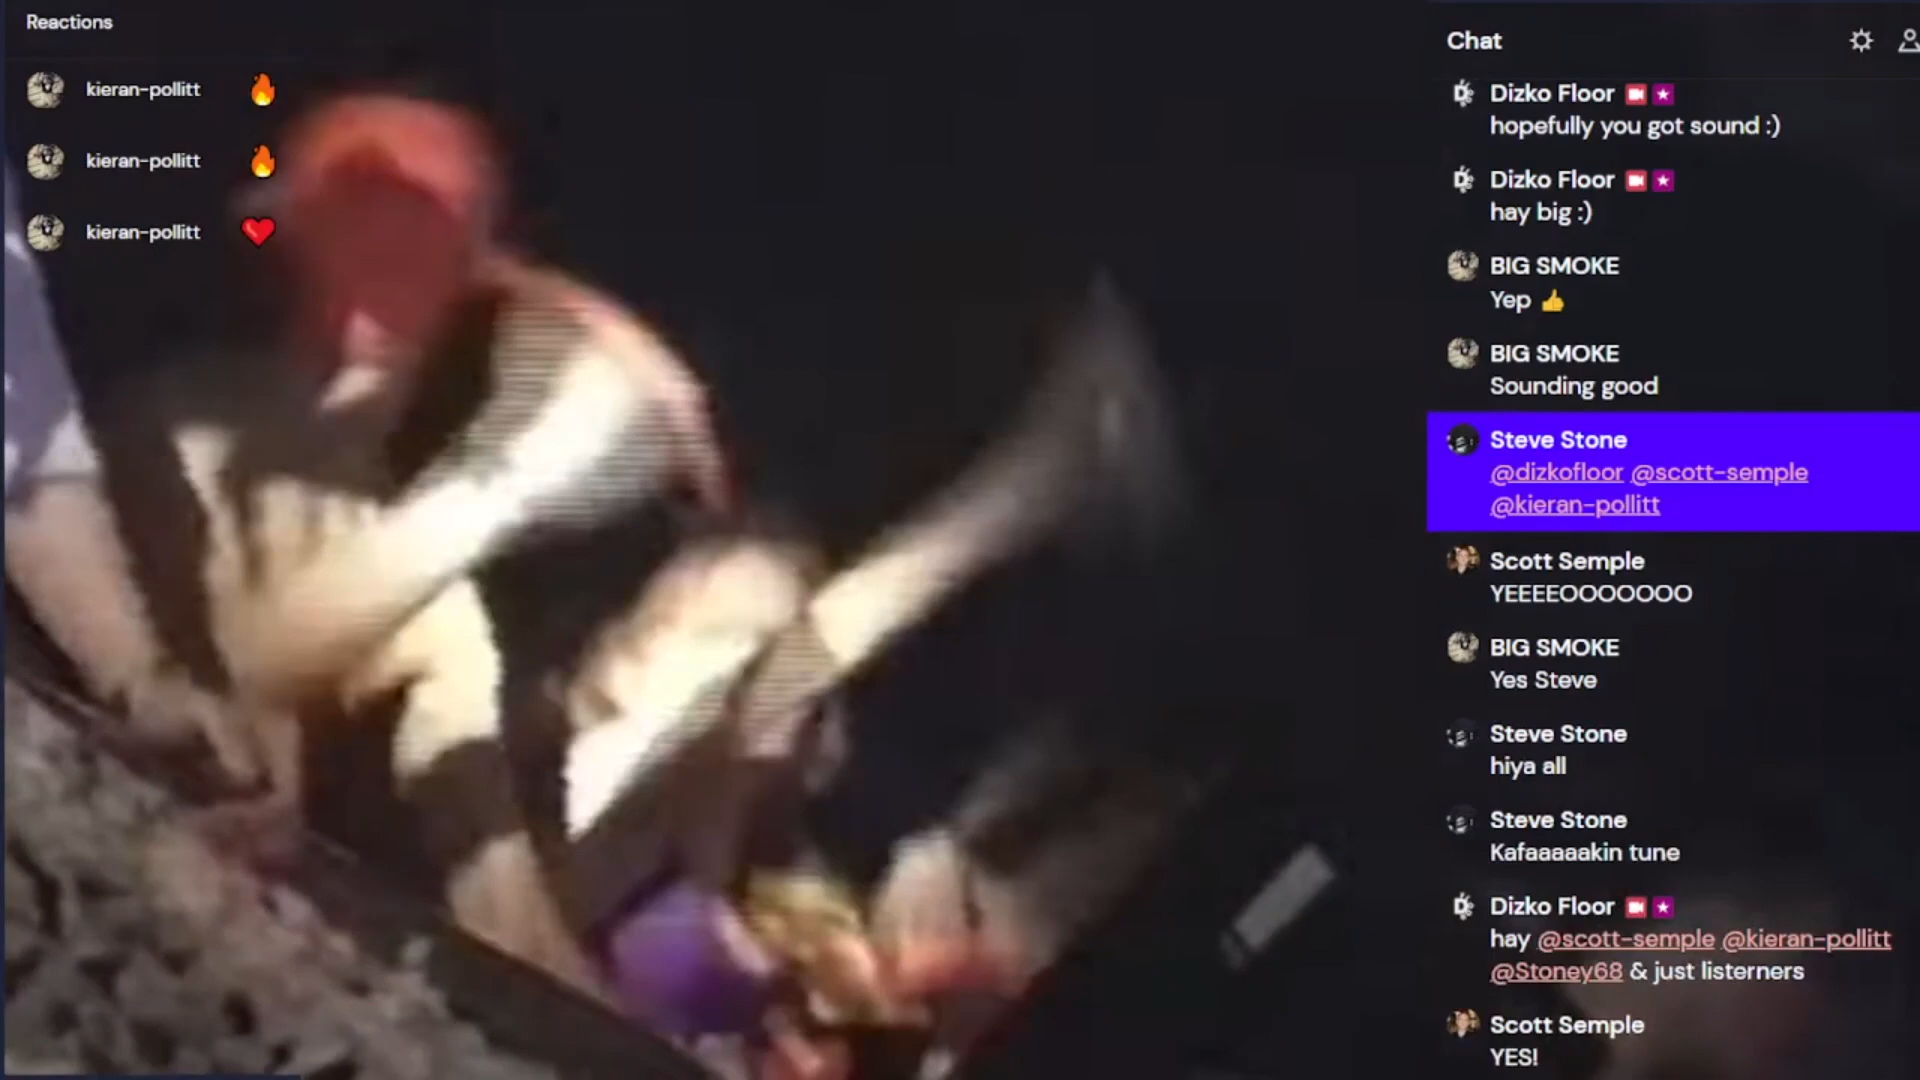 Reactions
kieran-pollitt 🔥
kieran-pollitt 🔥
kieran-pollitt ❤️
Chat
Dizko Floor
hopefully you got sound :)
Dizko Floor
hay big :)
BIG SMOKE
Yep 👍
BIG SMOKE
Sounding good
Steve Stone
@dizkofloor @scott-semple
@kieran-pollitt
Scott Semple
YEEEEOOOOOOO
BIG SMOKE
Yes Steve
Steve Stone
hiya all
Steve Stone
Kafaaaaakin tune
Dizko Floor
hay @scott-semple @kieran-pollitt
@Stoney68 & just listerners
Scott Semple
YES!